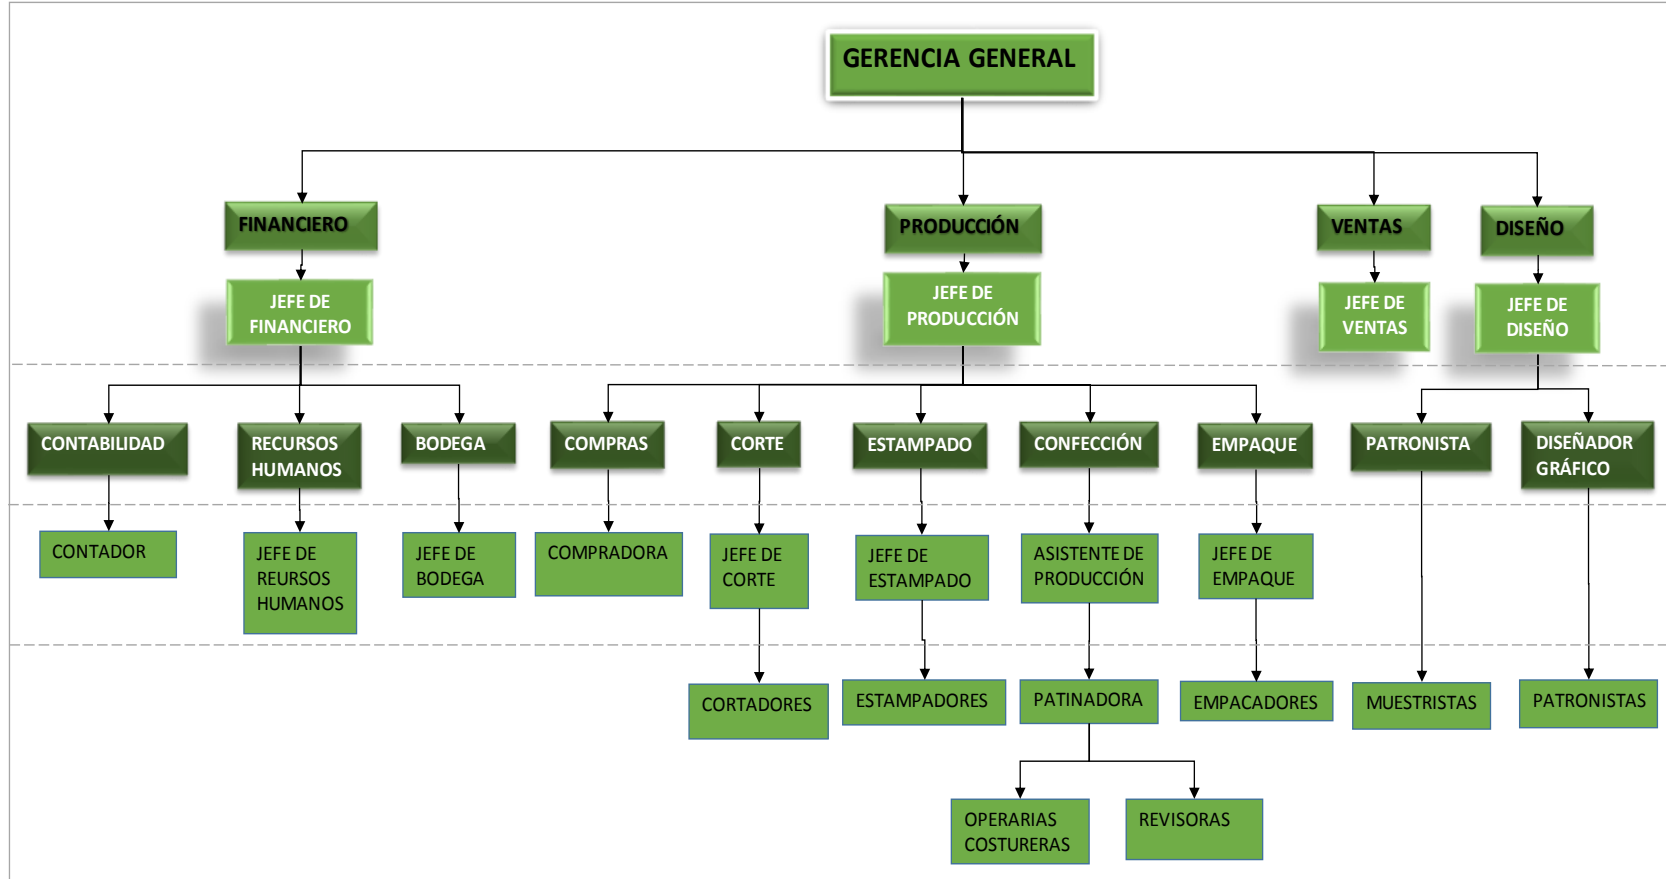 GERENCIA GENERAL
FINANCIERO
PRODUCCIÓN
VENTAS
DISEÑO
JEFE DE
FINANCIERO
JEFE DE
PRODUCCIÓN
JEFE DE
VENTAS
JEFE DE
DISEÑO
CONTABILIDAD
RECURSOS
HUMANOS
BODEGA
COMPRAS
CORTE
ESTAMPADO
CONFECCIÓN
EMPAQUE
PATRONISTA
DISEÑADOR
GRÁFICO
CONTADOR
JEFE DE
REURSOS
HUMANOS
JEFE DE
BODEGA
COMPRADORA
JEFE DE
CORTE
JEFE DE
ESTAMPADO
ASISTENTE DE
PRODUCCIÓN
JEFE DE
EMPAQUE
CORTADORES
ESTAMPADORES
PATINADORA
EMPACADORES
MUESTRISTAS
PATRONISTAS
OPERARIAS
COSTURERAS
REVISORAS